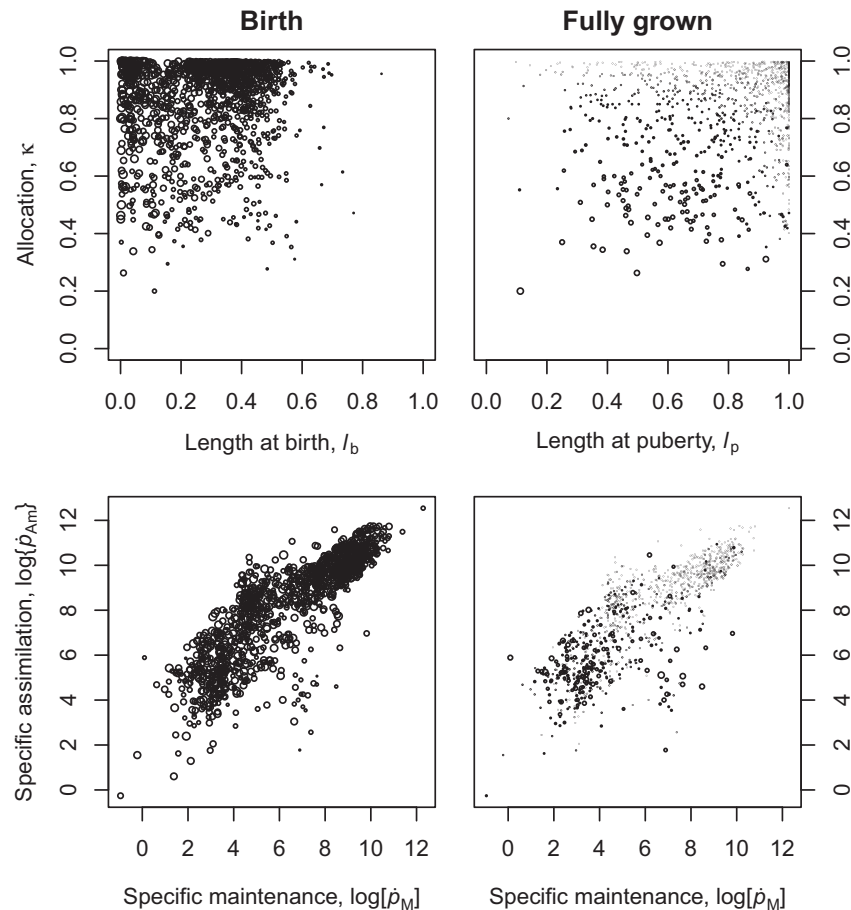 Birth
Fully grown
Allocation, κ
0.0 0.2 0.4 0.6 0.8 1.0
0.0 0.2 0.4 0.6 0.8 1.0
0.0 0.2 0.4 0.6 0.8 1.0
0.0 0.2 0.4 0.6 0.8 1.0
Length at birth, l_b
Length at puberty, l_p
Specific assimilation, log{ṗ_Am}
0 2 4 6 8 10 12
0 2 4 6 8 10 12
0 2 4 6 8 10 12
0 2 4 6 8 10 12
Specific maintenance, log[ṗ_M]
Specific maintenance, log[ṗ_M]